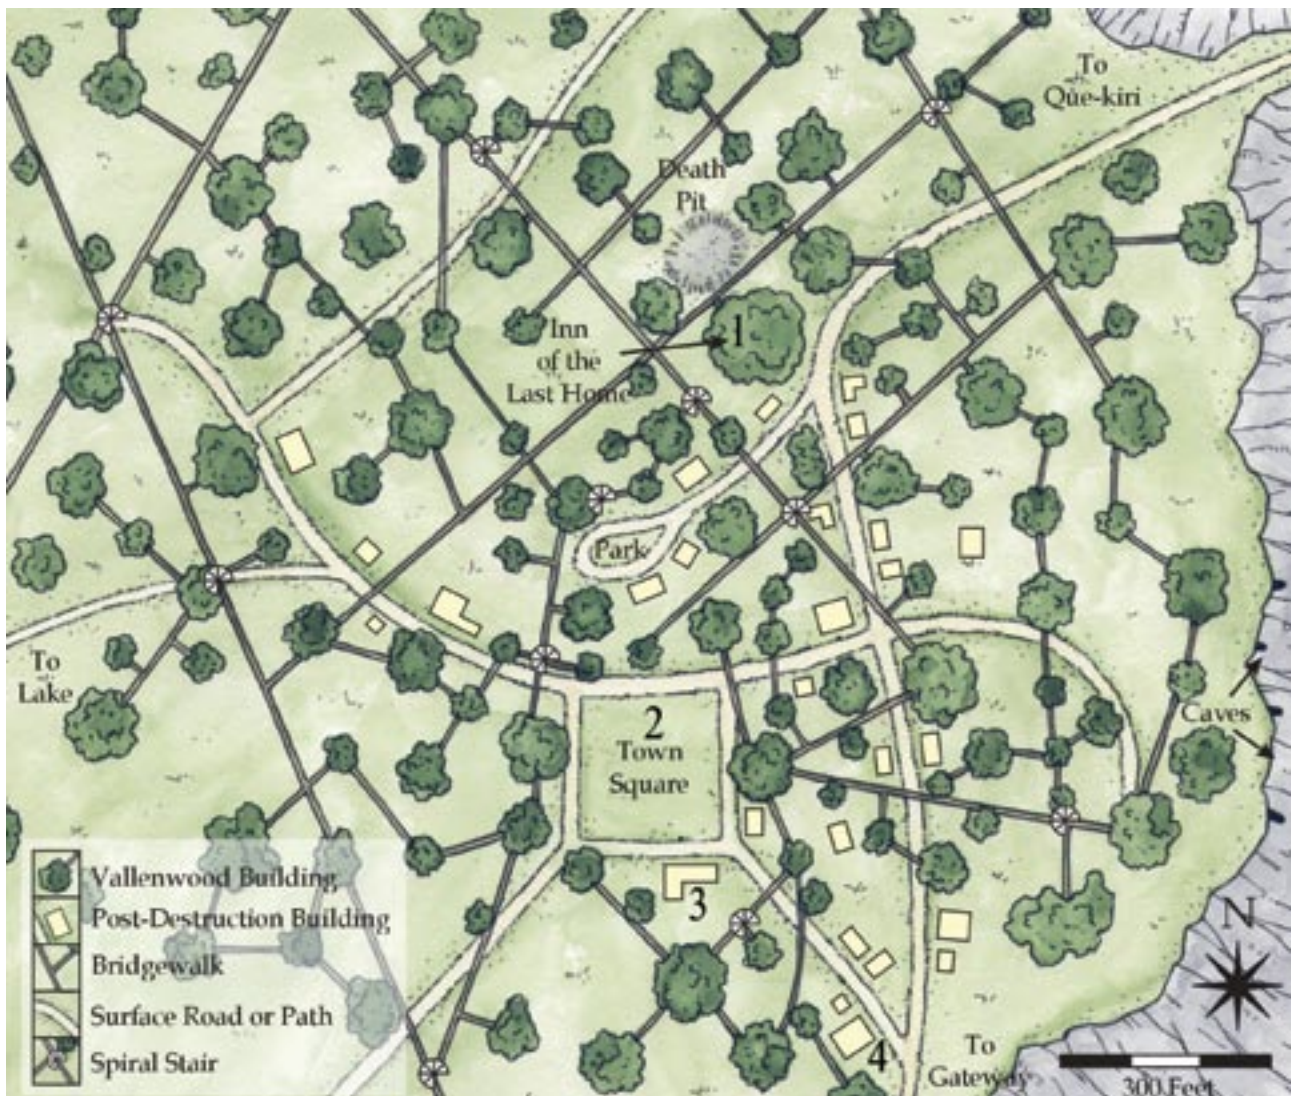 To
Que-kiri
Death
Pit
Inn
of the
Last Home
1
Park
To
Lake
2
Town
Square
Caves
3
4
Vallenwood Building
Post-Destruction Building
Bridgewalk
Surface Road or Path
Spiral Stair
N
To
Gateway
300 Feet